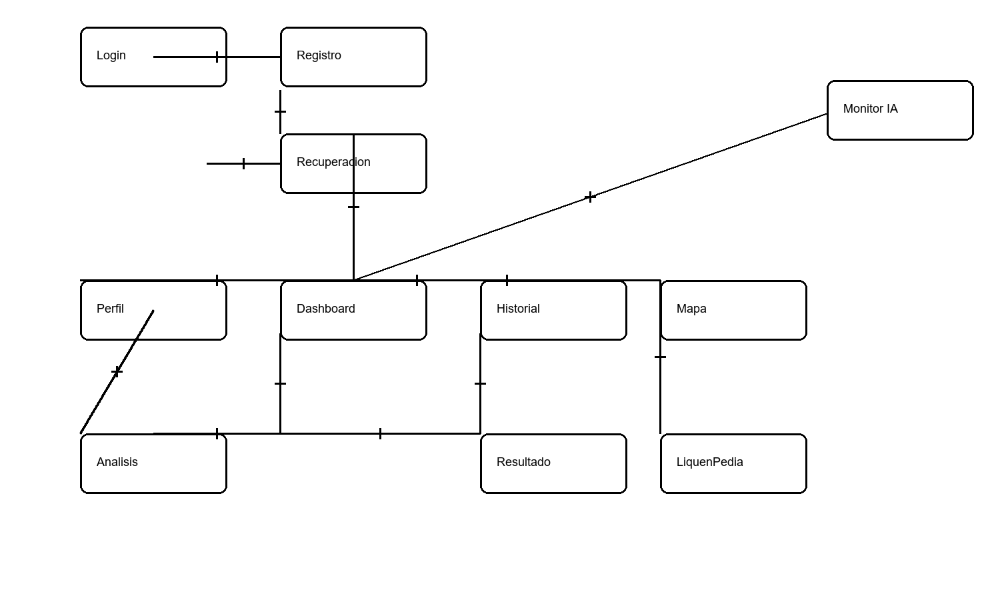 Login
Registro
Monitor IA
Recuperacion
Perfil
Dashboard
Historial
Mapa
Analisis
Resultado
LiquenPedia